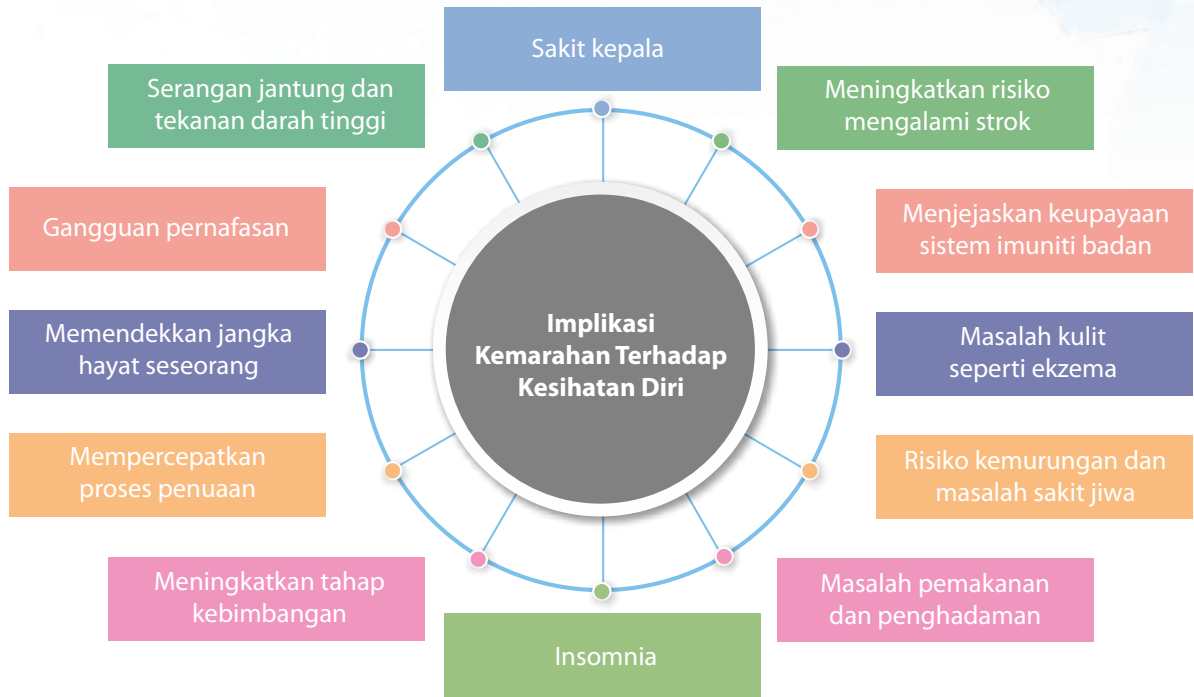 Sakit kepala
Serangan jantung dan
tekanan darah tinggi
Meningkatkan risiko
mengalami strok
Gangguan pernafasan
Menjejaskan keupayaan
sistem imuniti badan
Memendekkan jangka
hayat seseorang
Implikasi
Kemarahan Terhadap
Kesihatan Diri
Masalah kulit
seperti ekzema
Mempercepatkan
proses penuaan
Risiko kemurungan dan
masalah sakit jiwa
Meningkatkan tahap
kebimbangan
Masalah pemakanan
dan penghadaman
Insomnia